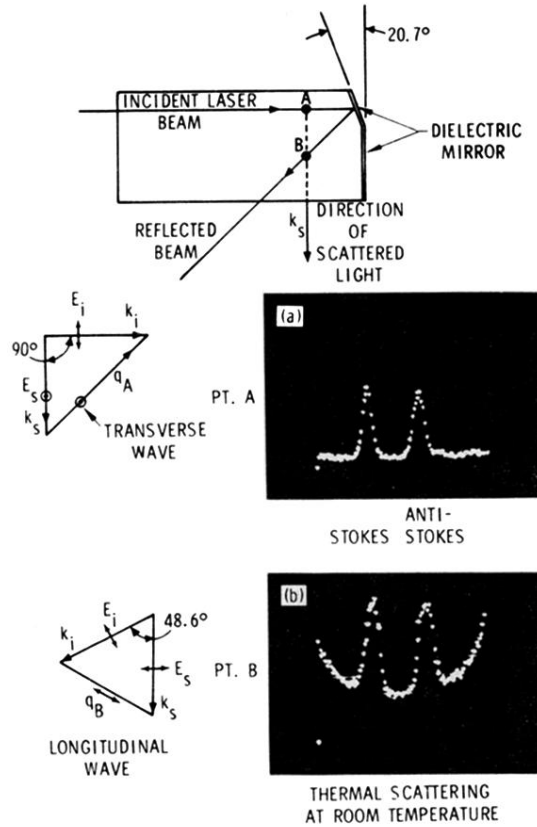 20.7°
INCIDENT LASER
BEAM
A
B
DIELECTRIC
MIRROR
REFLECTED
BEAM
k_s
DIRECTION
OF
SCATTERED
LIGHT
E_i
k_i
90°
E_s
k_s
q_A
TRANSVERSE
WAVE
PT. A
(a)
ANTI-
STOKES STOKES
E_i
k_i
48.6°
E_s
k_s
q_B
LONGITUDINAL
WAVE
PT. B
(b)
THERMAL SCATTERING
AT ROOM TEMPERATURE